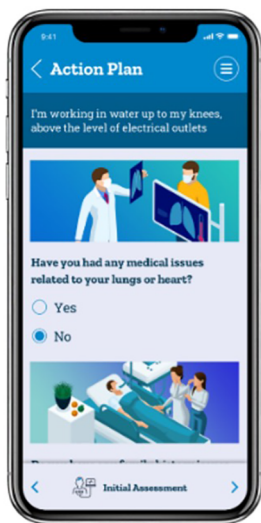 9:41
Action Plan
I'm working in water up to my knees,
above the level of electrical outlets
Have you had any medical issues
related to your lungs or heart?
Yes
No
Initial Assessment